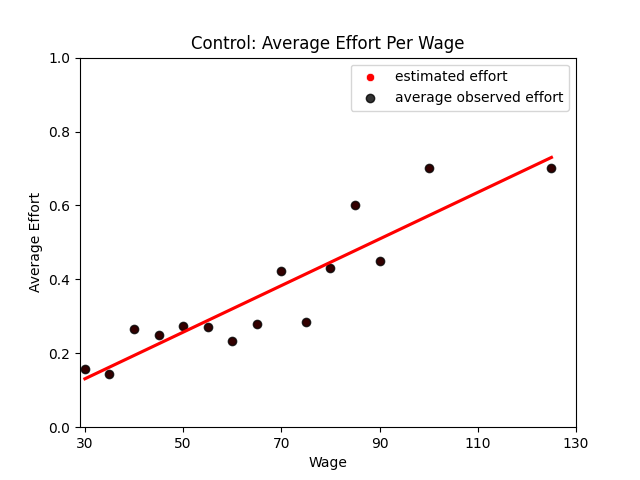 Control: Average Effort Per Wage
estimated effort
average observed effort
1.0
0.8
0.6
0.4
0.2
0.0
Average Effort
30 50 70 90 110 130
Wage